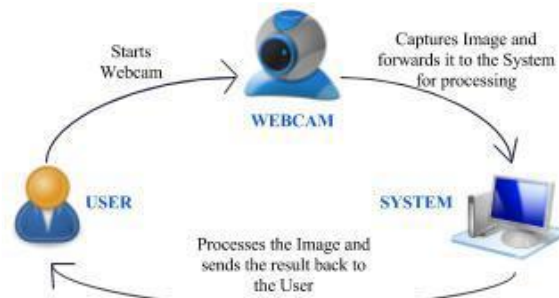 Starts
Webcam
Captures Image and
forwards it to the System
for processing
WEBCAM
USER
SYSTEM
Processes the Image and
sends the result back to
the User